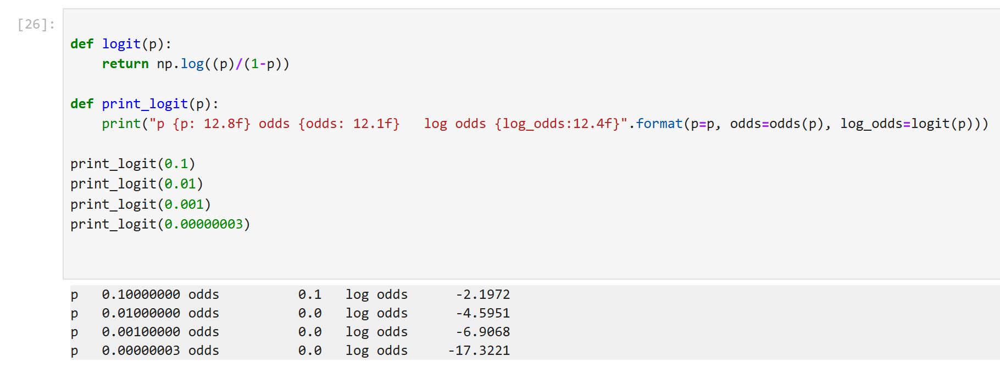 [26]:
def logit(p):
    return np.log((p)/(1-p))
def print_logit(p):
    print("p {p: 12.8f} odds {odds: 12.1f}   log odds {log_odds:12.4f}".format(p=p, odds=odds(p), log_odds=logit(p)))
print_logit(0.1)
print_logit(0.01)
print_logit(0.001)
print_logit(0.00000003)
p   0.10000000 odds          0.1   log odds      -2.1972
p   0.01000000 odds          0.0   log odds      -4.5951
p   0.00100000 odds          0.0   log odds      -6.9068
p   0.00000003 odds          0.0   log odds     -17.3221